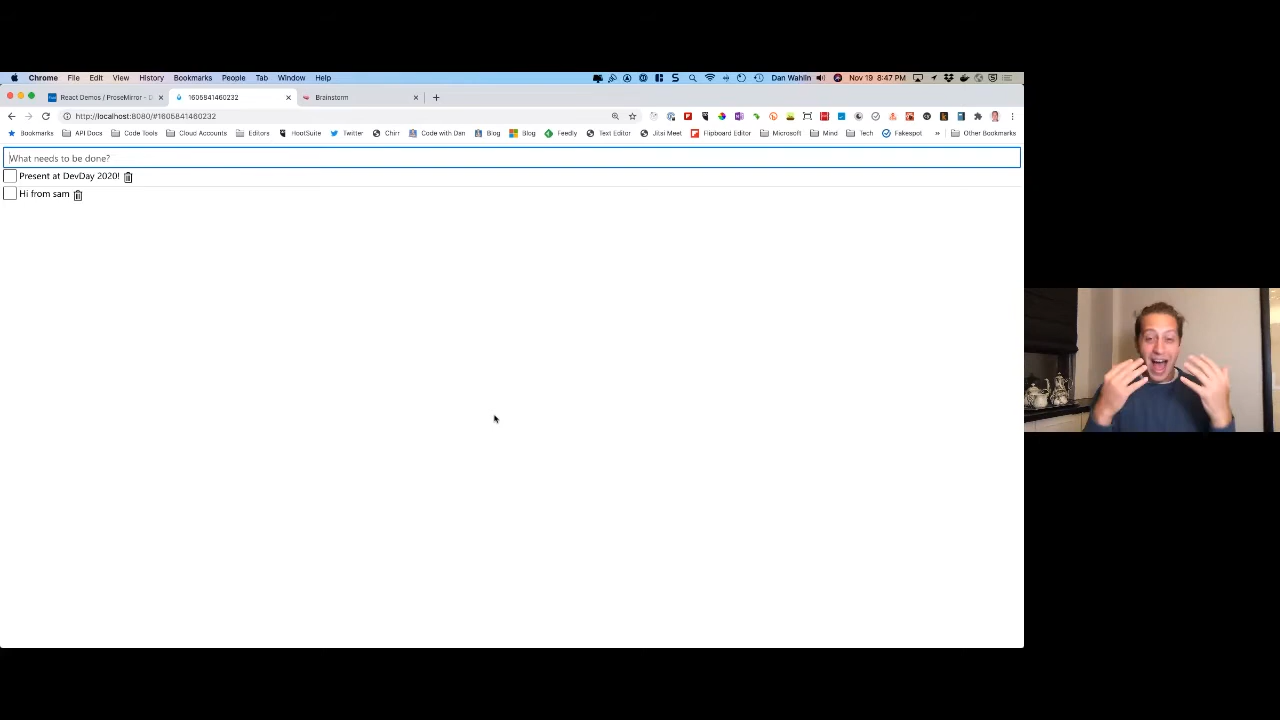 Chrome File Edit View History Bookmarks People Tab Window Help Dan Wahlin Nov 19 8:47 PM
React Demos / ProseMirror - D 1605841460232 Brainstorm
http://localhost:8080/#1605841460232
Bookmarks API Docs Code Tools Cloud Accounts Editors HootSuite Twitter Chirr Code with Dan Blog Blog Feedly Text Editor Jitsi Meet Flipboard Editor Microsoft Mind Tech Fakespot » Other Bookmarks
What needs to be done?
Present at DevDay 2020!
Hi from sam